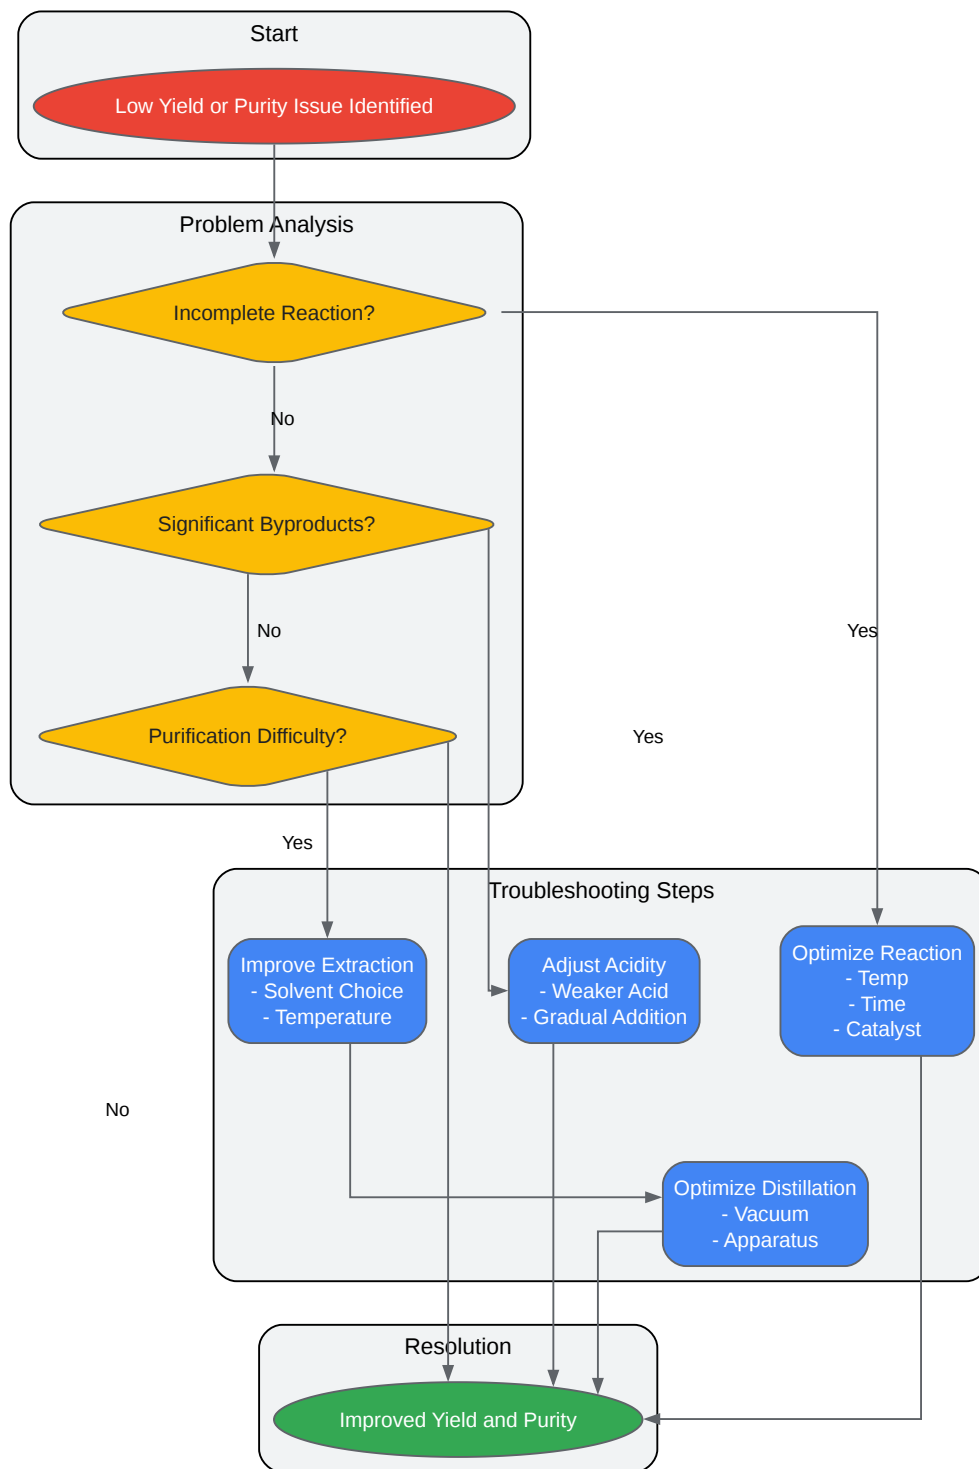 Start
Low Yield or Purity Issue Identified
Problem Analysis
Incomplete Reaction?
No
Significant Byproducts?
No
Yes
Purification Difficulty?
Yes
Yes
Troubleshooting Steps
Improve Extraction
- Solvent Choice
- Temperature
Adjust Acidity
- Weaker Acid
- Gradual Addition
Optimize Reaction
- Temp
- Time
- Catalyst
No
Optimize Distillation
- Vacuum
- Apparatus
Resolution
Improved Yield and Purity